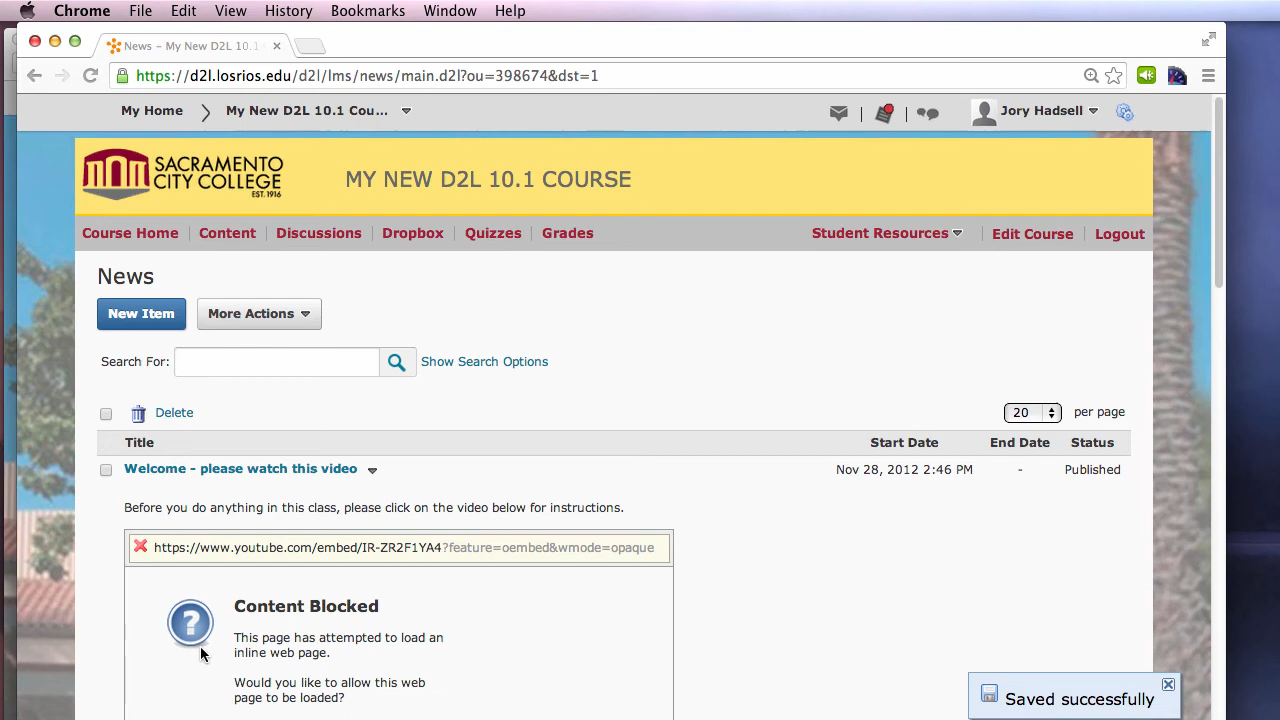 Chrome File Edit View History Bookmarks Window Help
News – My New D2L 10.1
https://d2l.losrios.edu/d2l/lms/news/main.d2l?ou=398674&dst=1
My Home My New D2L 10.1 Cou... Jory Hadsell
SACRAMENTO
CITY COLLEGE
EST. 1916
MY NEW D2L 10.1 COURSE
Course Home Content Discussions Dropbox Quizzes Grades Student Resources Edit Course Logout
News
New Item More Actions
Search For: Show Search Options
Delete 20 per page
Title Start Date End Date Status
Welcome - please watch this video Nov 28, 2012 2:46 PM - Published
Before you do anything in this class, please click on the video below for instructions.
https://www.youtube.com/embed/IR-ZR2F1YA4?feature=oembed&wmode=opaque
Content Blocked
This page has attempted to load an
inline web page.
Would you like to allow this web
page to be loaded?
Saved successfully